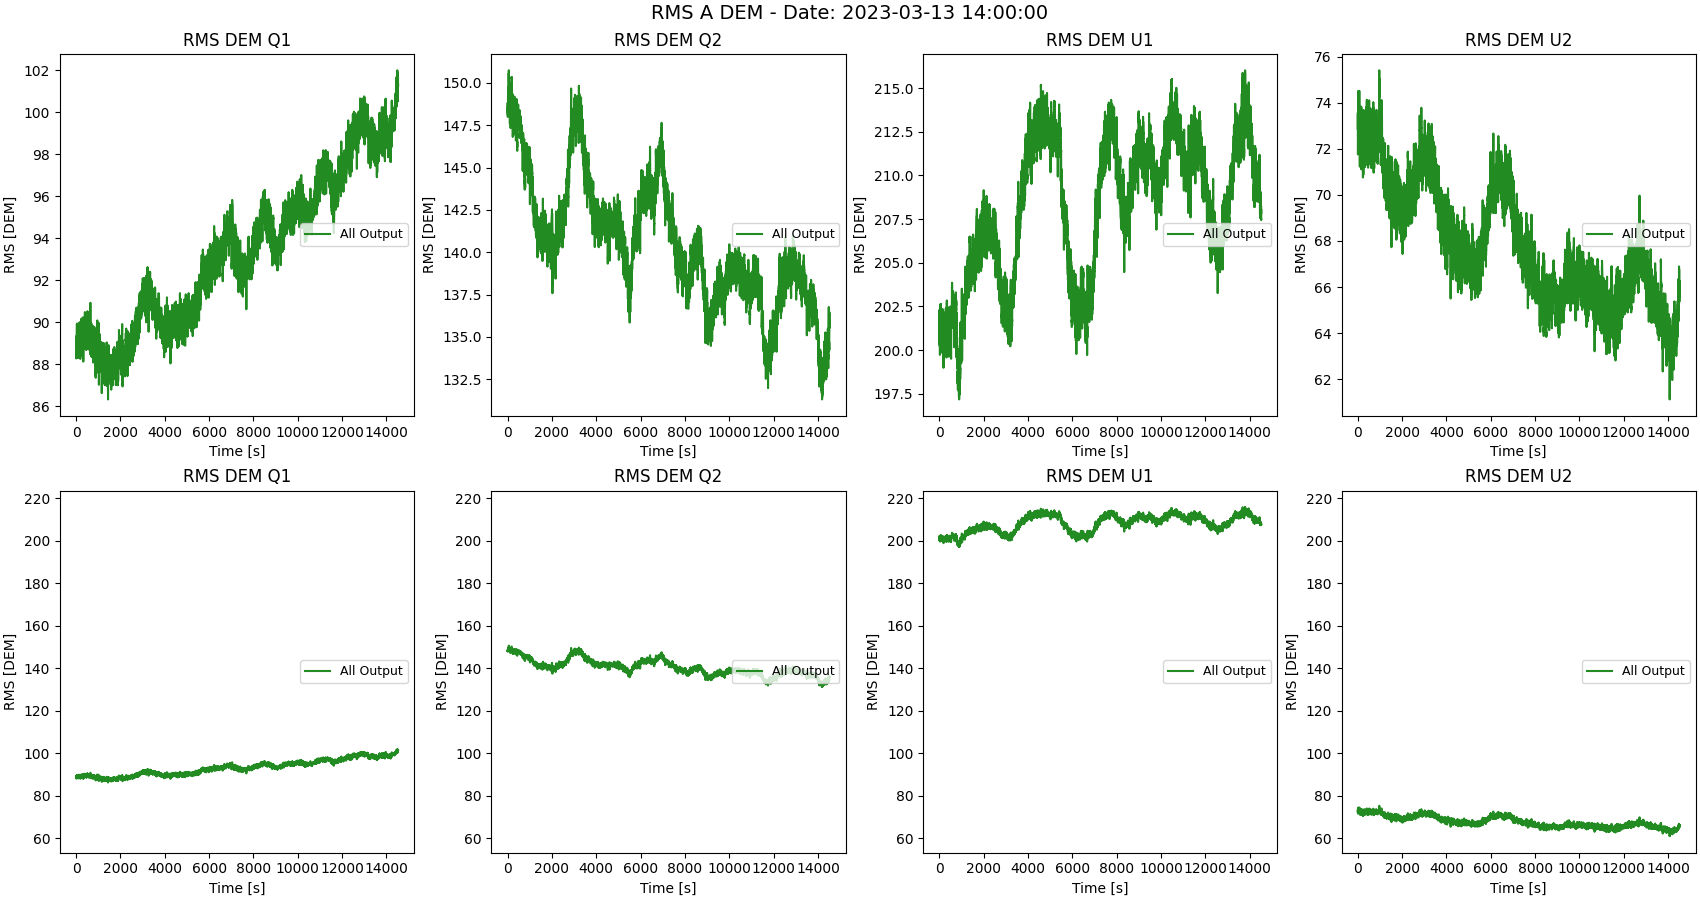 RMS A DEM - Date: 2023-03-13 14:00:00
RMS DEM Q1
RMS [DEM]
102
100
98
96
94
92
90
88
86
All Output
0 2000 4000 6000 8000 10000 12000 14000
Time [s]
RMS DEM Q2
RMS [DEM]
150.0
147.5
145.0
142.5
140.0
137.5
135.0
132.5
All Output
0 2000 4000 6000 8000 10000 12000 14000
Time [s]
RMS DEM U1
RMS [DEM]
215.0
212.5
210.0
207.5
205.0
202.5
200.0
197.5
All Output
0 2000 4000 6000 8000 10000 12000 14000
Time [s]
RMS DEM U2
RMS [DEM]
76
74
72
70
68
66
64
62
All Output
0 2000 4000 6000 8000 10000 12000 14000
Time [s]
RMS DEM Q1
RMS [DEM]
220
200
180
160
140
120
100
80
60
All Output
0 2000 4000 6000 8000 10000 12000 14000
Time [s]
RMS DEM Q2
RMS [DEM]
220
200
180
160
140
120
100
80
60
All Output
0 2000 4000 6000 8000 10000 12000 14000
Time [s]
RMS DEM U1
RMS [DEM]
220
200
180
160
140
120
100
80
60
All Output
0 2000 4000 6000 8000 10000 12000 14000
Time [s]
RMS DEM U2
RMS [DEM]
220
200
180
160
140
120
100
80
60
All Output
0 2000 4000 6000 8000 10000 12000 14000
Time [s]